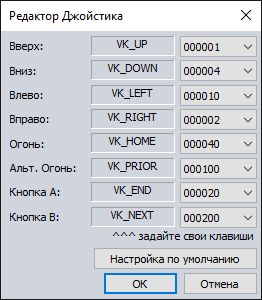 Редактор Джойстика
Вверх: VK_UP 000001
Вниз: VK_DOWN 000004
Влево: VK_LEFT 000010
Вправо: VK_RIGHT 000002
Огонь: VK_HOME 000040
Альт. Огонь: VK_PRIOR 000100
Кнопка А: VK_END 000020
Кнопка В: VK_NEXT 000200
^^^ задайте свои клавиши
Настройка по умолчанию
OK Отмена